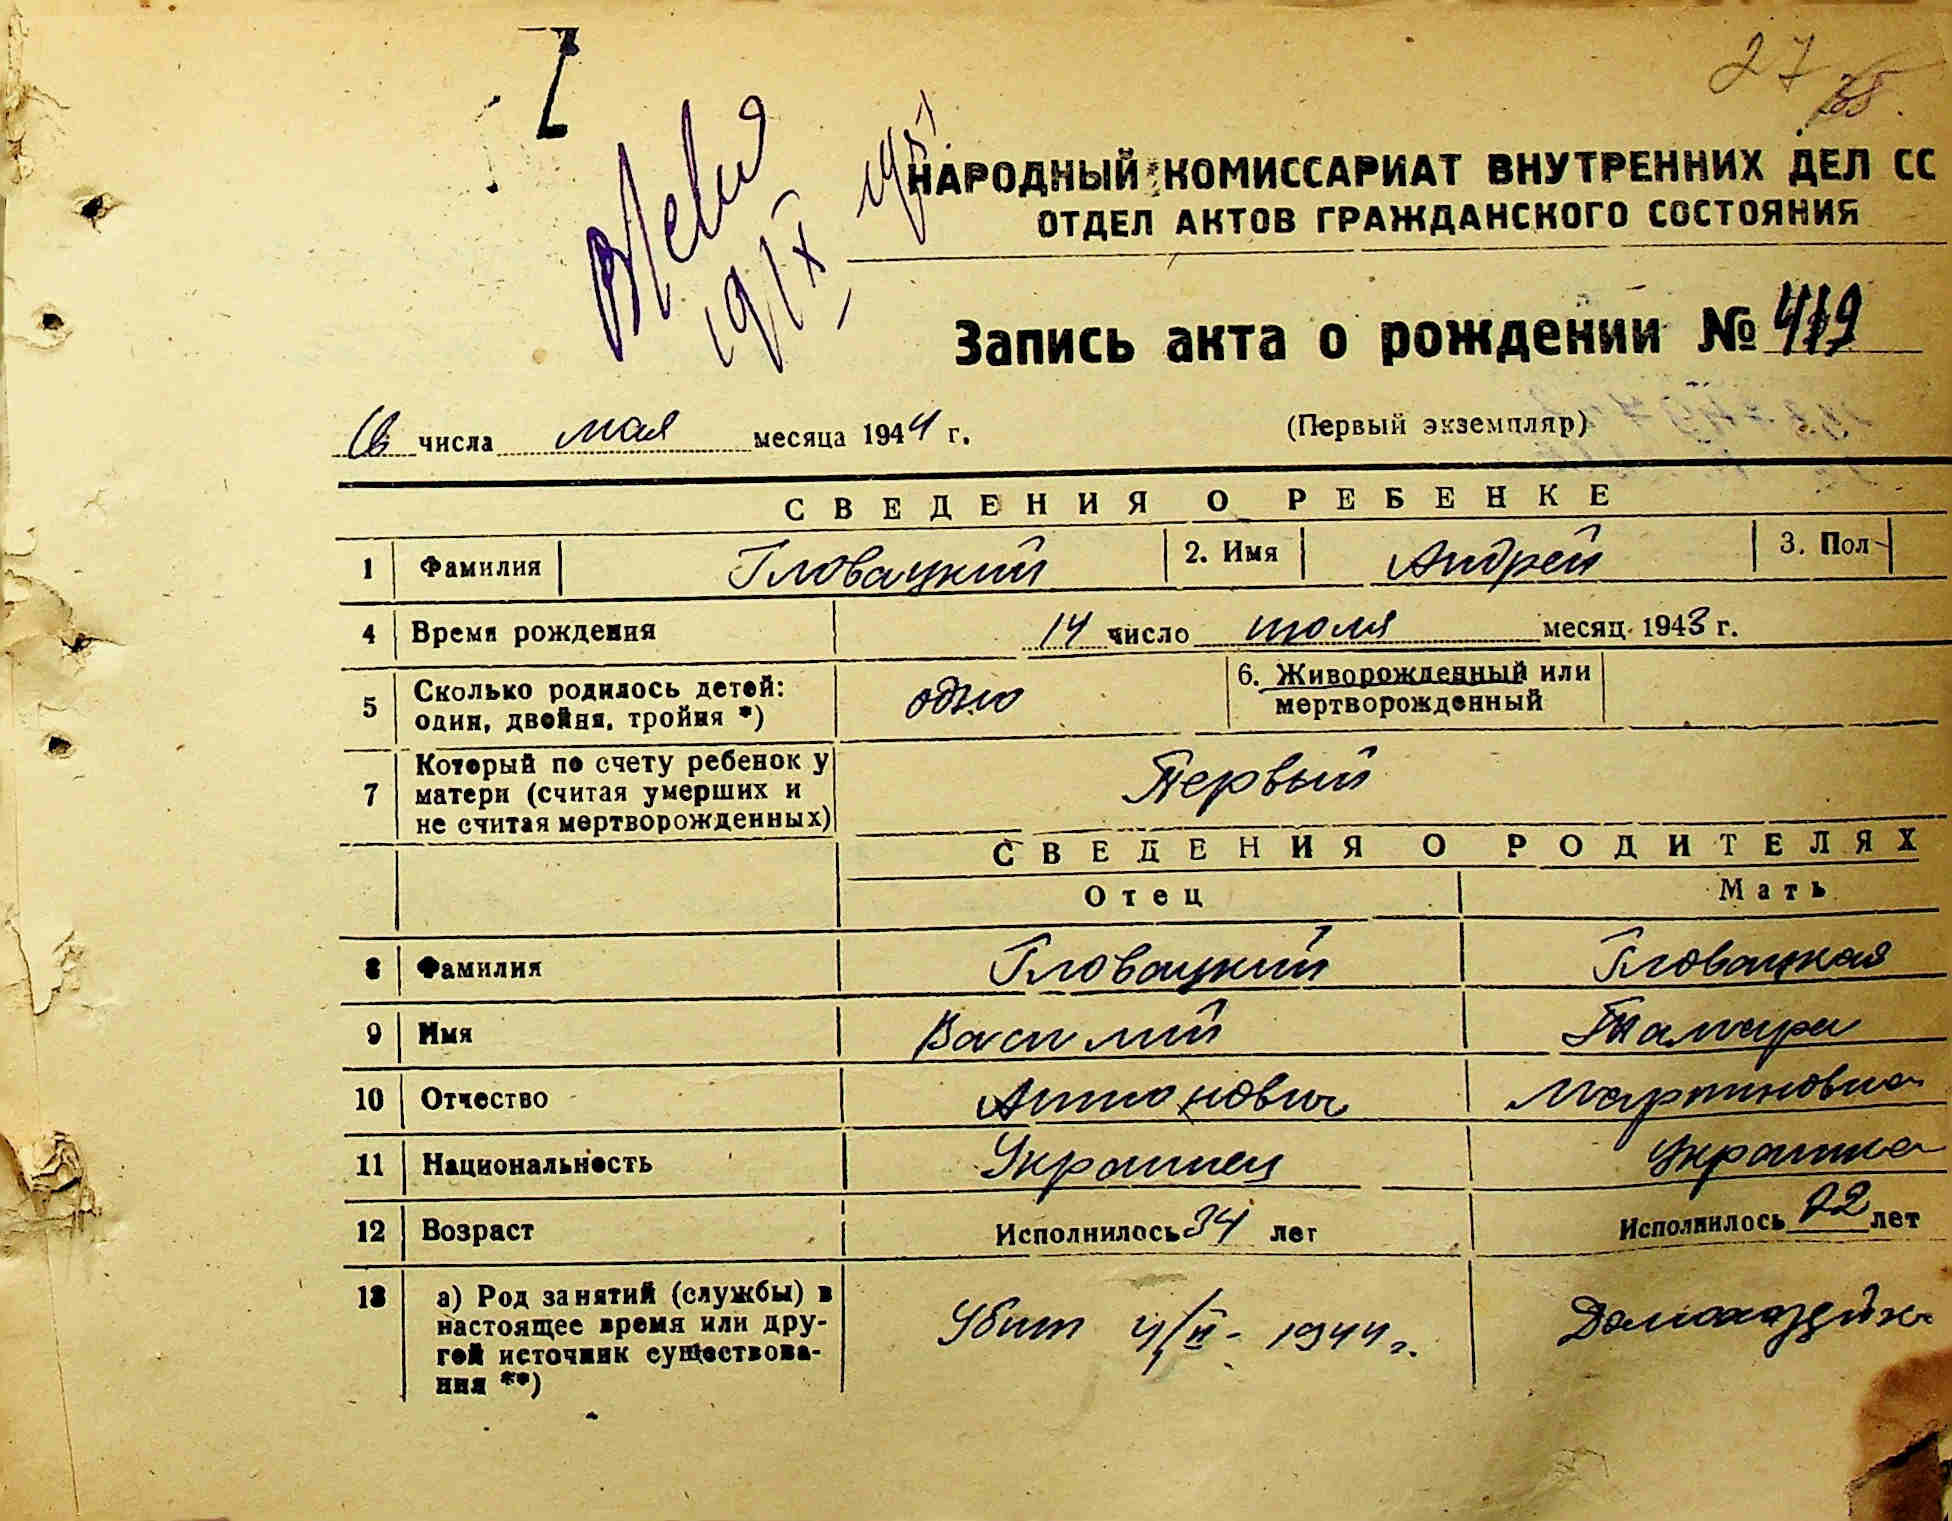 27
НАРОДНЫЙ КОМИССАРИАТ ВНУТРЕННИХ ДЕЛ СС
ОТДЕЛ АКТОВ ГРАЖДАНСКОГО СОСТОЯНИЯ
Запись акта о рождении № 419
числа мая месяца 1944 г. (Первый экземпляр)
СВЕДЕНИЯ О РЕБЕНКЕ
1 Фамилия Гловацкий 2. Имя Андрей 3. Пол
4 Время рождения 14 число июля месяц 1943 г.
5 Сколько родилось детей: один, двойня, тройня *) одно 6. Живорожденный или мертворожденный
7 Который по счету ребенок у матери (считая умерших и не считая мертворожденных) Первый
СВЕДЕНИЯ О РОДИТЕЛЯХ
Отец Мать
8 Фамилия Гловацкий Гловацкая
9 Имя Василий Тамара
10 Отчество Антонович Мартиновна
11 Национальность Украинец Украинка
12 Возраст Исполнилось 34 лет Исполнилось 22 лет
13 а) Род занятий (службы) в настоящее время или другой источник существования **) Убит 4/II - 1944 г. Домохозяйка